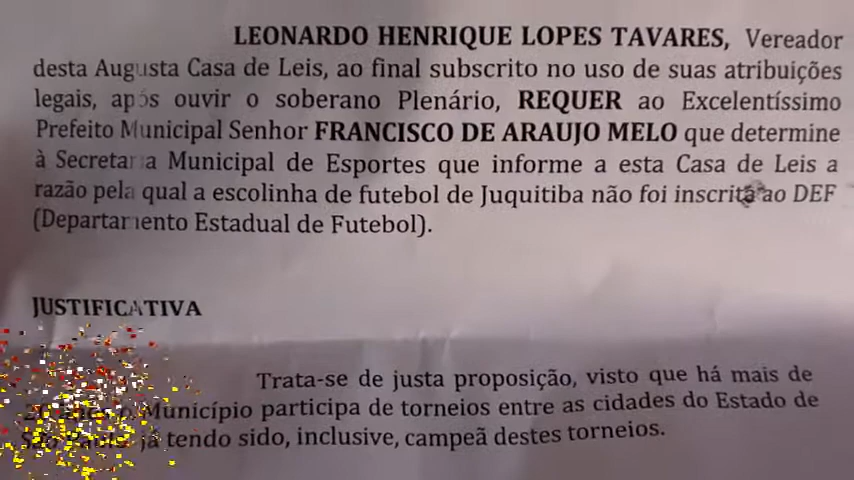 LEONARDO HENRIQUE LOPES TAVARES, Vereador
desta Augusta Casa de Leis, ao final subscrito no uso de suas atribuições
legais, após ouvir o soberano Plenário, REQUER ao Excelentíssimo
Prefeito Municipal Senhor FRANCISCO DE ARAUJO MELO que determine
à Secretaria Municipal de Esportes que informe a esta Casa de Leis a
razão pela qual a escolinha de futebol de Juquitiba não foi inscrita ao DEF
(Departamento Estadual de Futebol).
JUSTIFICATIVA
Trata-se de justa proposição, visto que há mais de
anos o Município participa de torneios entre as cidades do Estado de
São Paulo, já tendo sido, inclusive, campeã destes torneios.